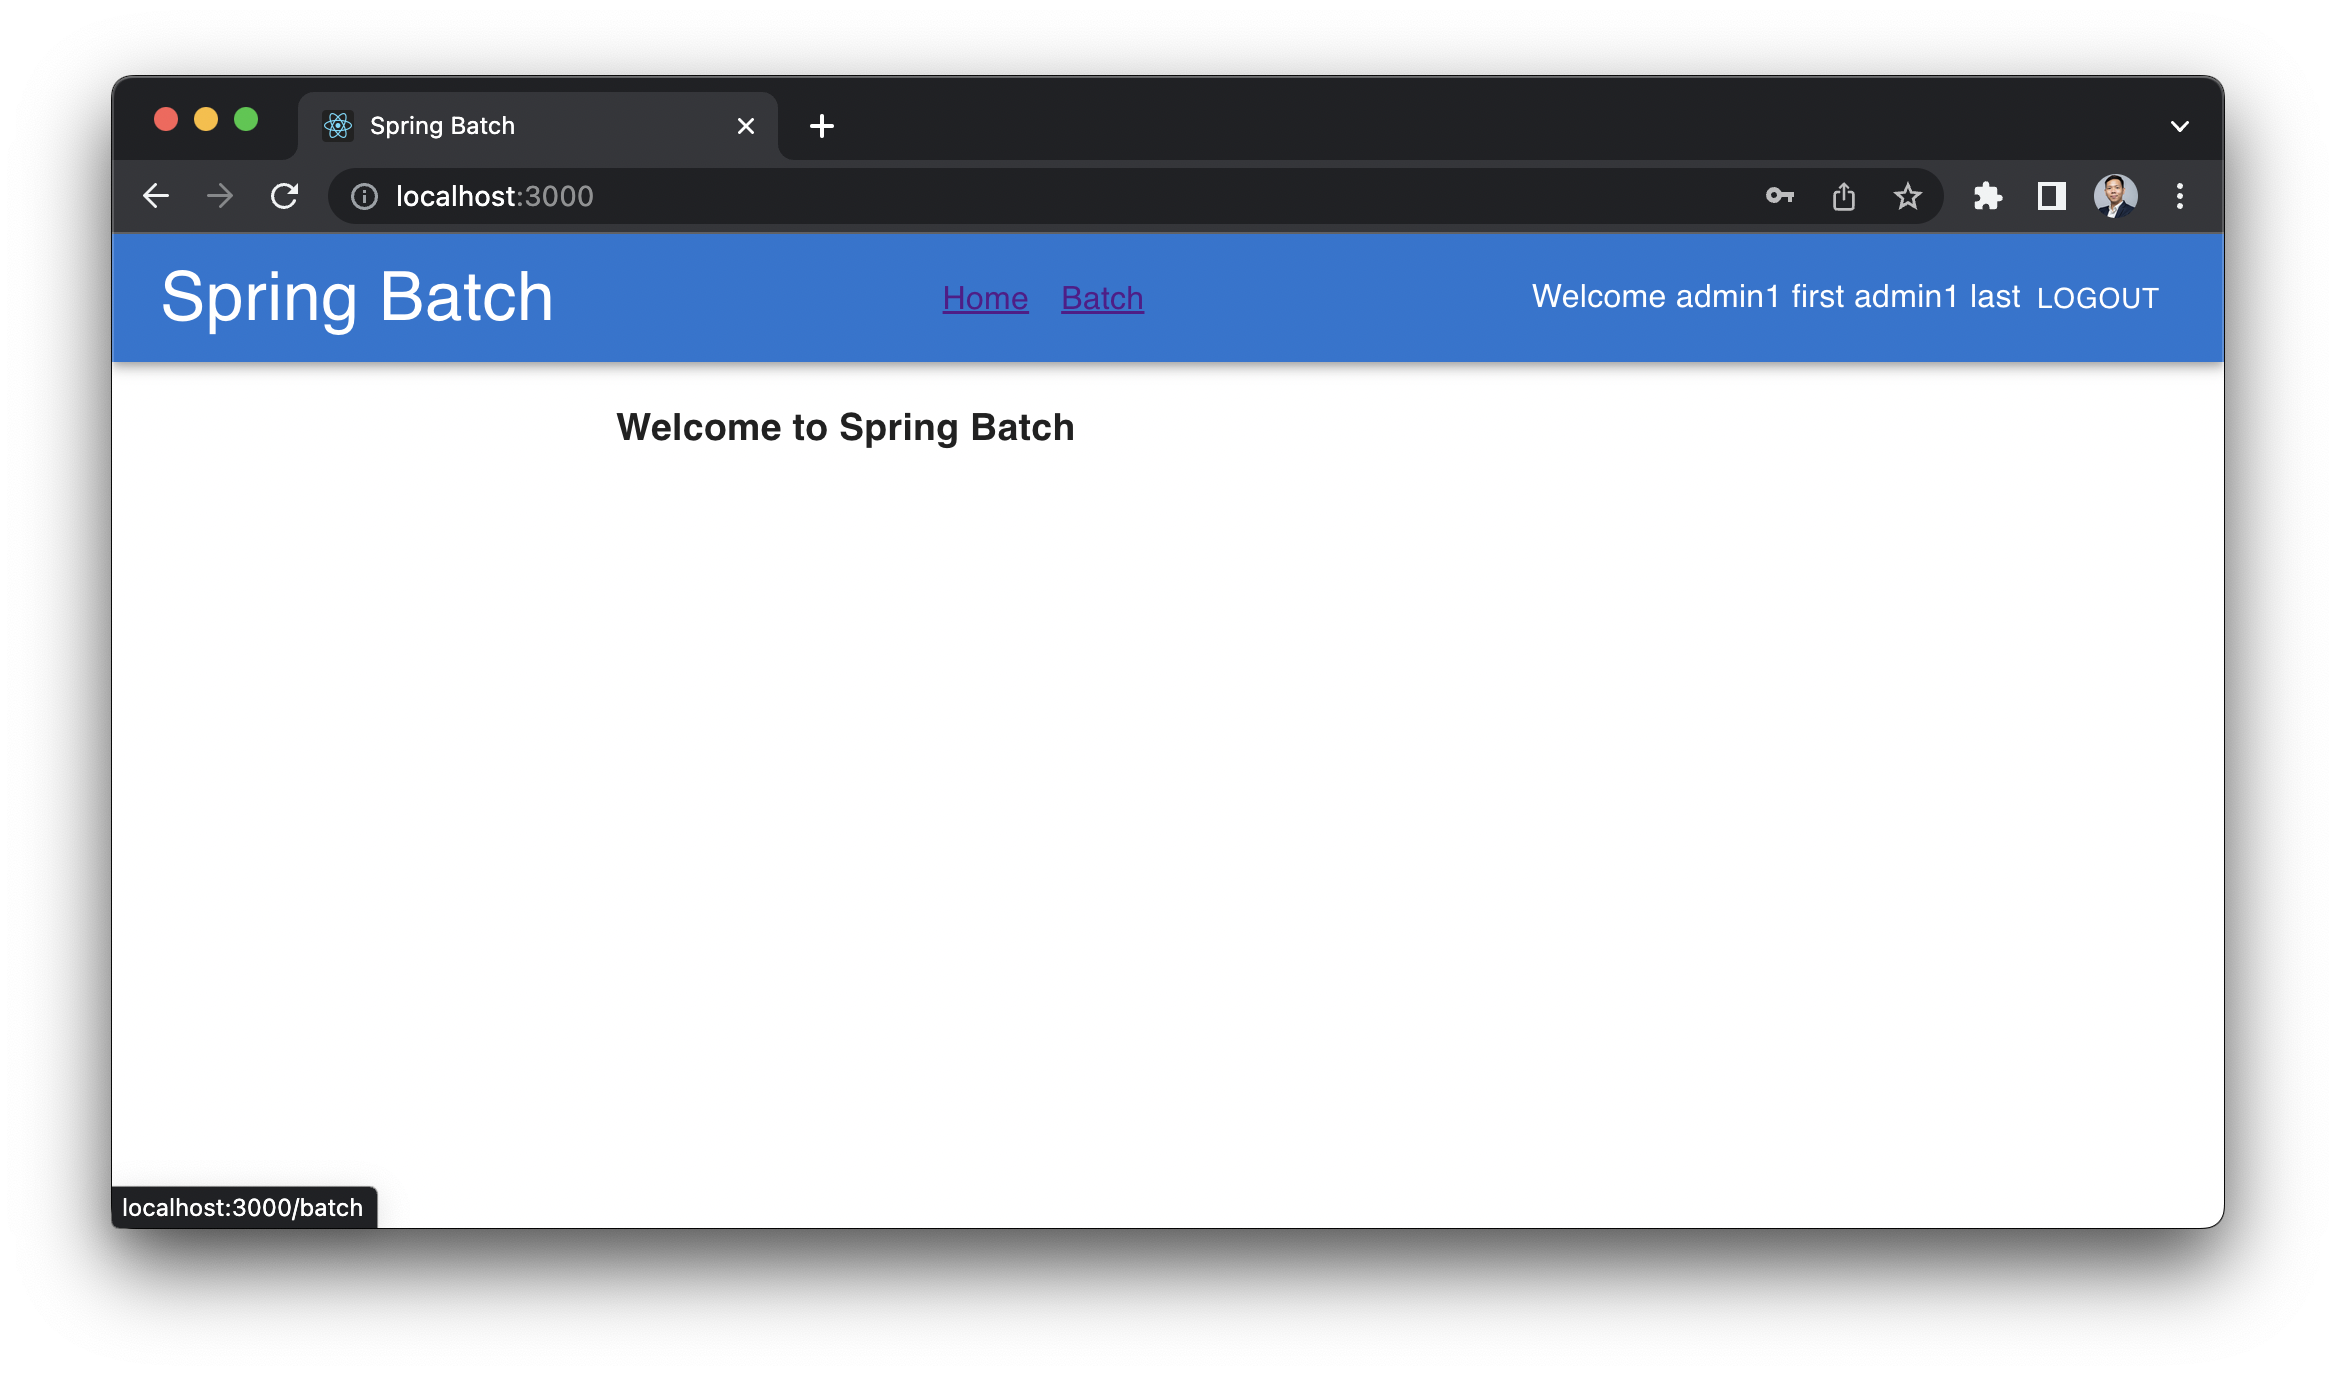 Spring Batch
localhost:3000
Spring Batch
Home Batch
Welcome admin1 first admin1 last LOGOUT
Welcome to Spring Batch
localhost:3000/batch